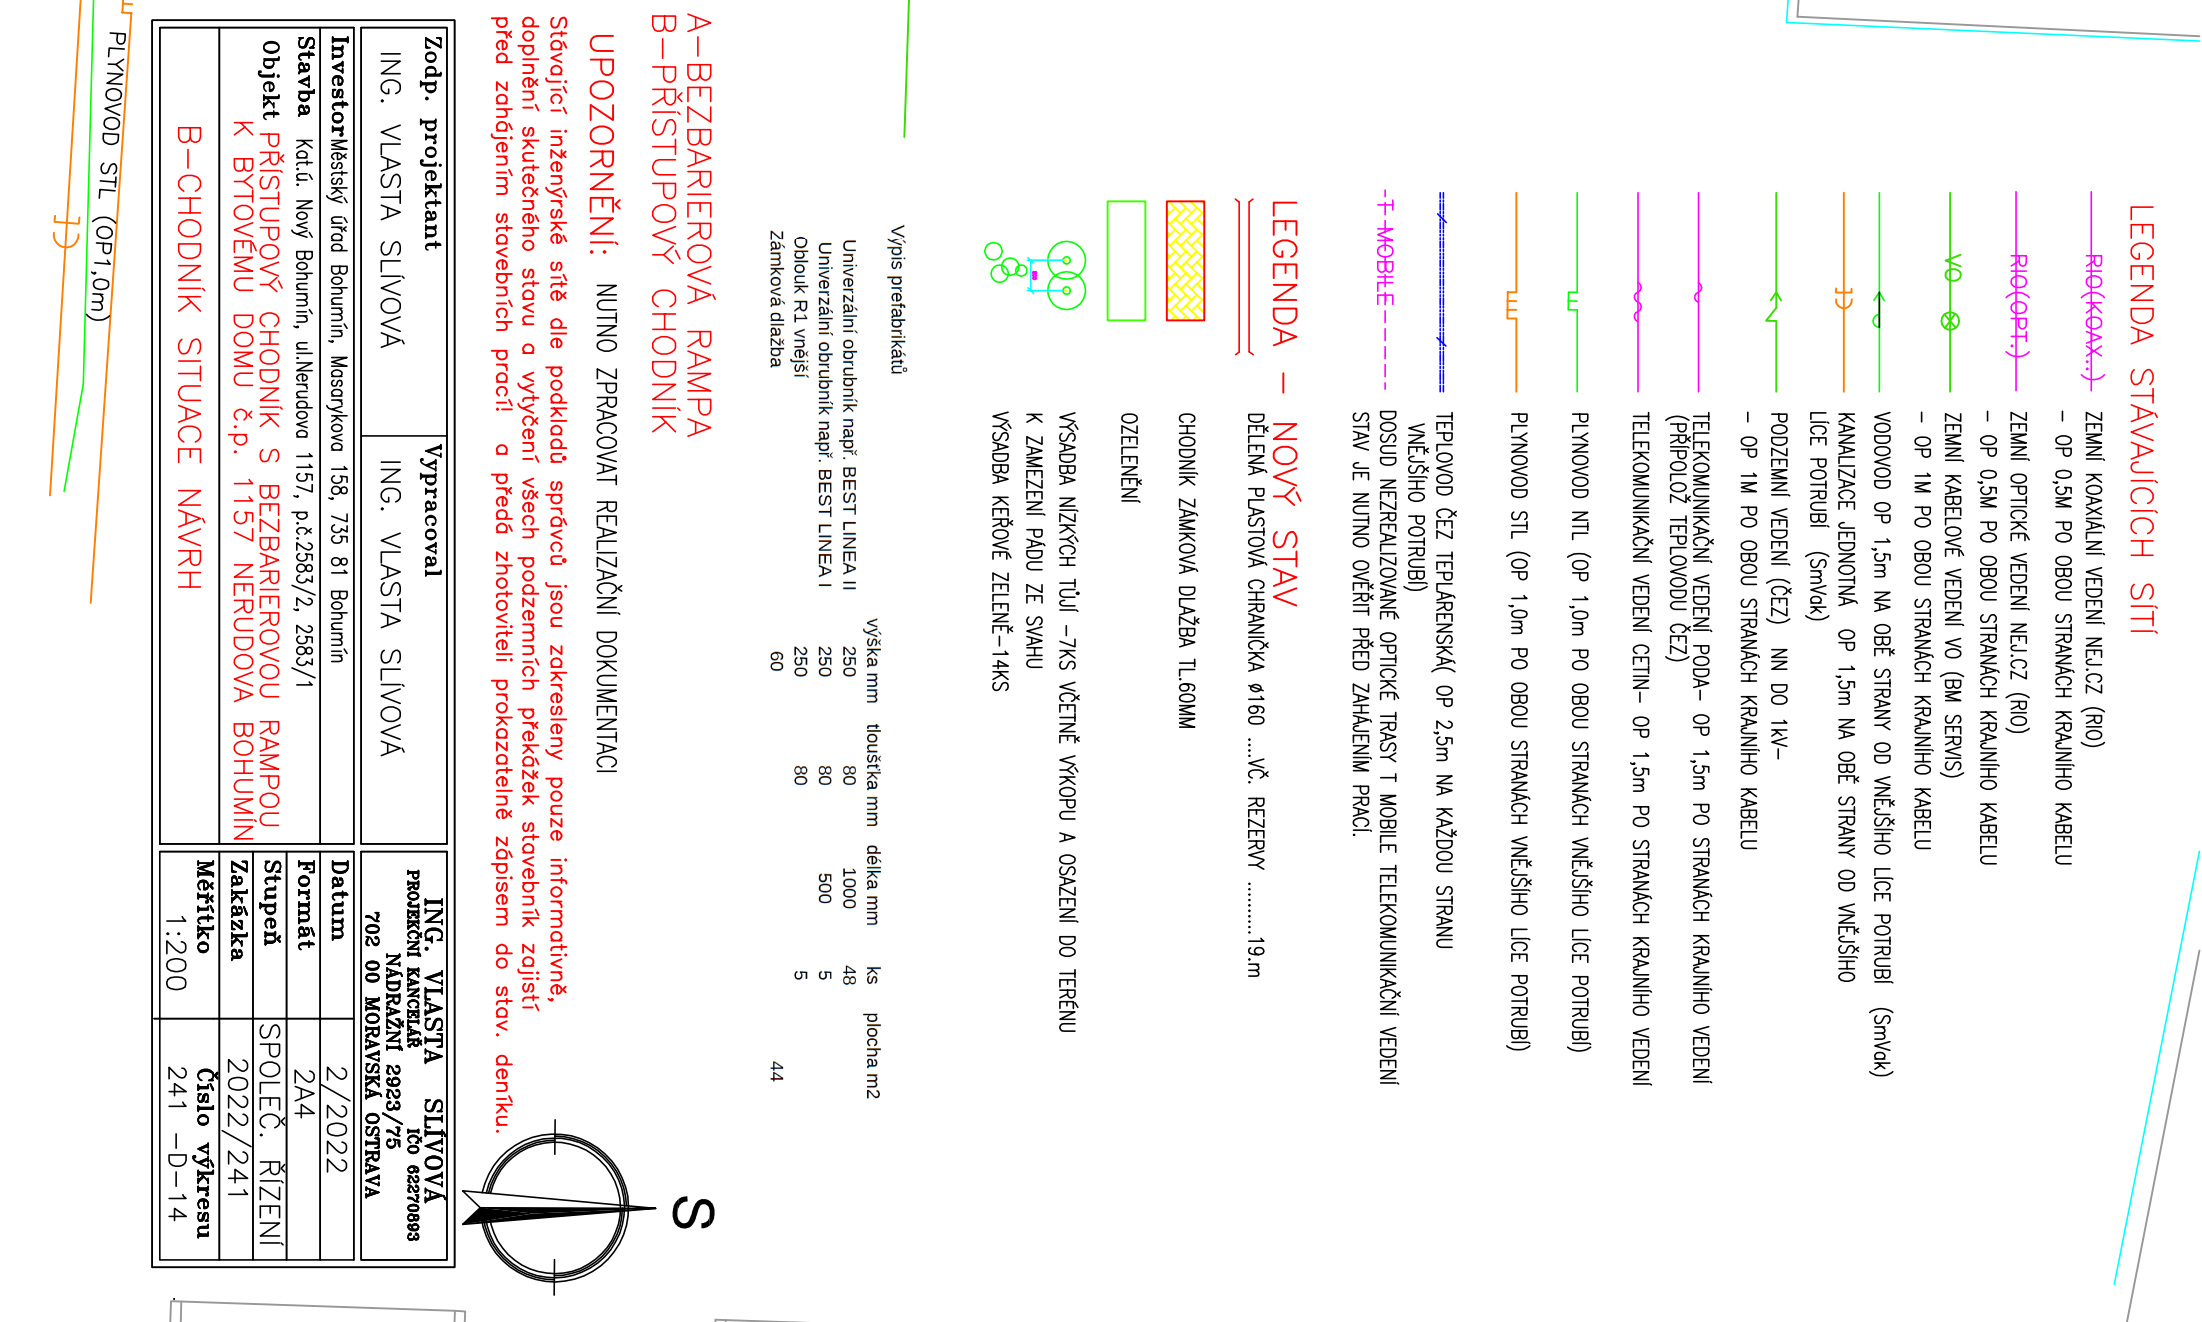 LEGENDA STÁVAJÍCÍCH SÍTÍ
RIO(KOAX..) ZEMNÍ KOAXIÁLNÍ VEDENÍ NEJ.CZ (RIO)
- OP 0,5M PO OBOU STRANÁCH KRAJNÍHO KABELU
RIO(OPT.) ZEMNÍ OPTICKÉ VEDENÍ NEJ.CZ (RIO)
- OP 0,5M PO OBOU STRANÁCH KRAJNÍHO KABELU
VO ZEMNÍ KABELOVÉ VEDENÍ VO (BM SERVIS)
- OP 1M PO OBOU STRANÁCH KRAJNÍHO KABELU
VODOVOD OP 1,5m NA OBĚ STRANY OD VNĚJŠÍHO LÍCE POTRUBÍ (SmVak)
KANALIZACE JEDNOTNÁ OP 1,5m NA OBĚ STRANY OD VNĚJŠÍHO
LÍCE POTRUBÍ (SmVak)
PODZEMNÍ VEDENÍ (ČEZ) NN DO 1kV-
- OP 1M PO OBOU STRANÁCH KRAJNÍHO KABELU
TELEKOMUNIKAČNÍ VEDENÍ PODA- OP 1,5m PO STRANÁCH KRAJNÍHO VEDENÍ
(PŘÍPOLOŽ TEPLOVODU ČEZ)
TELEKOMUNIKAČNÍ VEDENÍ CETIN- OP 1,5m PO STRANÁCH KRAJNÍHO VEDENÍ
PLYNOVOD NTL (OP 1,0m PO OBOU STRANÁCH VNĚJŠÍHO LÍCE POTRUBÍ)
PLYNOVOD STL (OP 1,0m PO OBOU STRANÁCH VNĚJŠÍHO LÍCE POTRUBÍ)
TEPLOVOD ČEZ TEPLÁRENSKÁ( OP 2,5m NA KAŽDOU STRANU
VNĚJŠÍHO POTRUBÍ)
T-MOBILE DOSUD NEZREALIZOVANÉ OPTICKÉ TRASY T MOBILE TELEKOMUNIKAČNÍ VEDENÍ
STAV JE NUTNO OVĚŘIT PŘED ZAHÁJENÍM PRACÍ.
LEGENDA - NOVÝ STAV
DĚLENÁ PLASTOVÁ CHRANIČKA ø160 ....VČ. REZERVY ..........19.m
CHODNÍK ZÁMKOVÁ DLAŽBA TL.60MM
OZELENĚNÍ
VÝSADBA NÍZKÝCH TŮJÍ -7KS VČETNĚ VÝKOPU A OSAZENÍ DO TERÉNU
K ZAMEZENÍ PÁDU ZE SVAHU
VÝSADBA KEŘOVÉ ZELENĚ-14KS
Výpis prefabrikátů
výška mm tloušťka mm délka mm ks plocha m2
Univerzální obrubník např. BEST LINEA II 250 80 1000 48
Univerzální obrubník např. BEST LINEA I 250 80 500 5
Oblouk R1 vnější 250 80 5
Zámková dlažba 60 44
A-BEZBARIEROVÁ RAMPA
B-PŘÍSTUPOVÝ CHODNÍK
S
UPOZORNĚNÍ: NUTNO ZPRACOVAT REALIZAČNÍ DOKUMENTACI
Stávající inženýrské sítě dle podkladů správců jsou zakresleny pouze informativně,
doplnění skutečného stavu a vytyčení všech podzemních překážek stavebník zajistí
před zahájením stavebních prací! a předá zhotoviteli prokazatelně zápisem do stav. deníku.
Zodp. projektant
ING. VLASTA SLÍVOVÁ
Vypracoval
ING. VLASTA SLÍVOVÁ
ING. VLASTA SLÍVOVÁ
PROJEKČNÍ KANCELÁŘ IČO 62270893
NÁDRAŽNÍ 2923/75
702 00 MORAVSKÁ OSTRAVA
Investor Městský úřad Bohumín, Masarykova 158, 735 81 Bohumín
Stavba Kat.ú. Nový Bohumín, ul.Nerudova 1157, p.č.2583/2, 2583/1
Objekt PŘÍSTUPOVÝ CHODNÍK S BEZBARIEROVOU RAMPOU
K BYTOVÉMU DOMU č.p. 1157 NERUDOVA BOHUMÍN
B-CHODNÍK SITUACE NÁVRH
Datum 2/2022
Formát 2A4
Stupeň SPOLEČ. ŘÍZENÍ
Zakázka 2022/241
Měřítko 1:200
Číslo výkresu 241 -D-14
PLYNOVOD STL (OP1,0m)